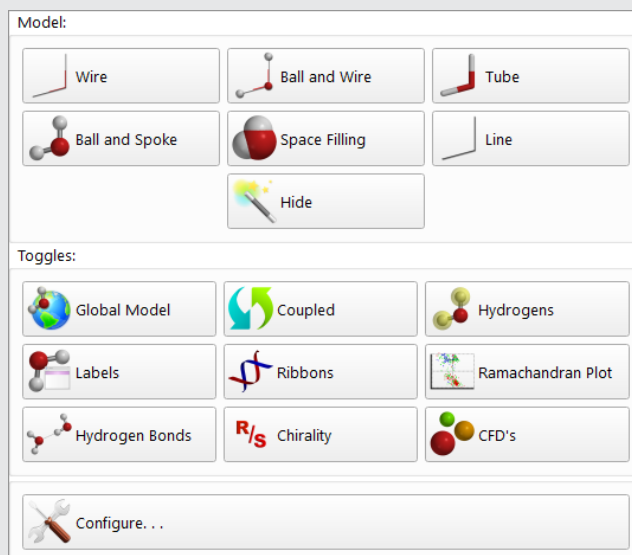 Model:
Wire
Ball and Wire
Tube
Ball and Spoke
Space Filling
Line
Hide
Toggles:
Global Model
Coupled
Hydrogens
Labels
Ribbons
Ramachandran Plot
Hydrogen Bonds
R/S
Chirality
CFD's
Configure. . .